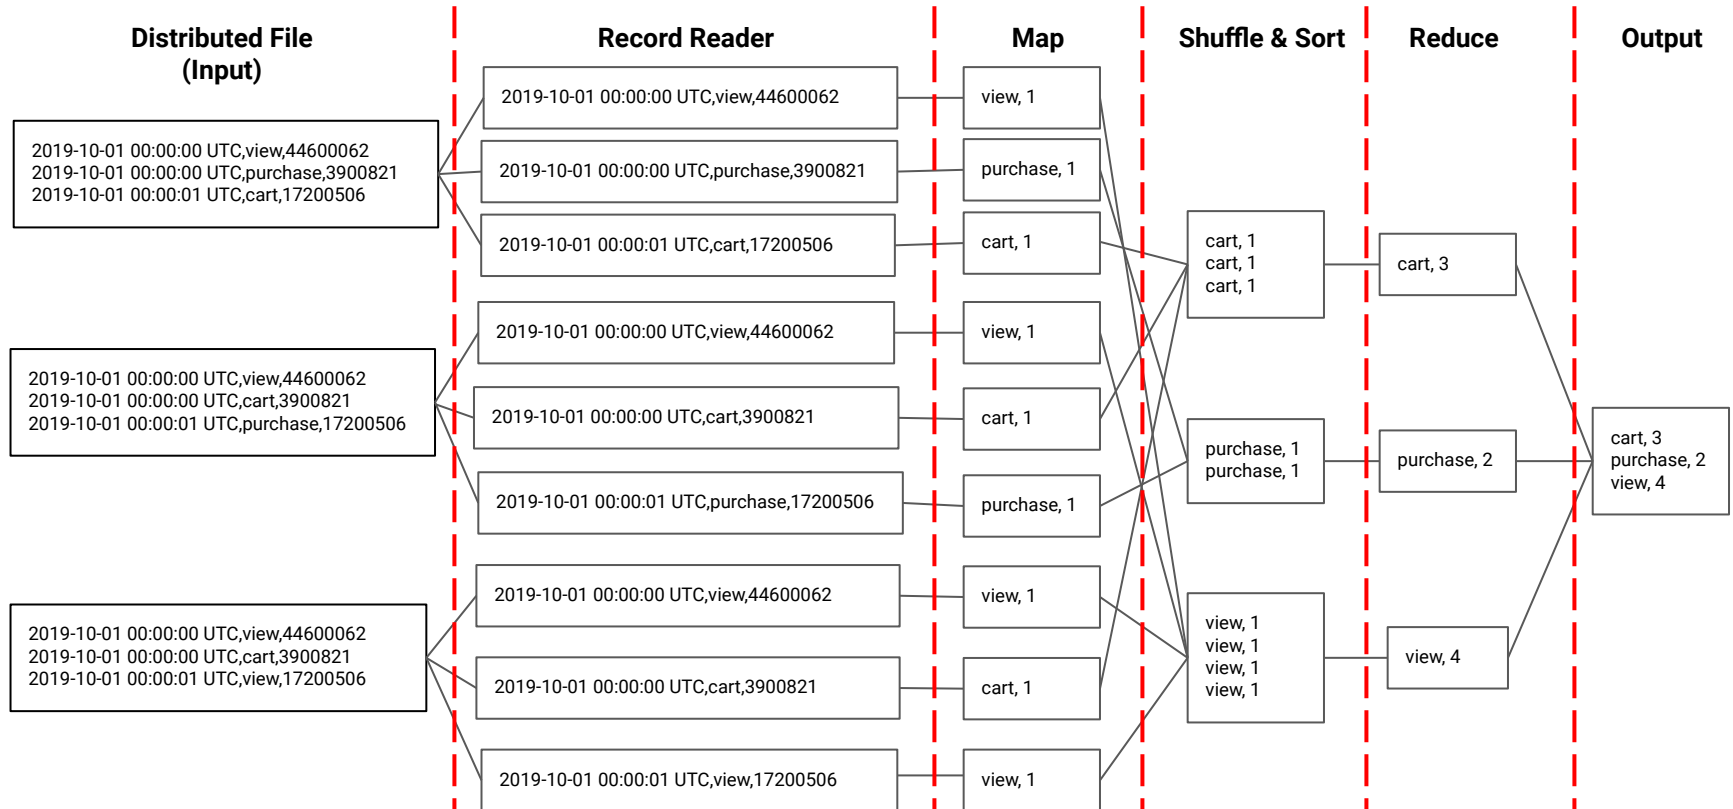 Distributed File
(Input)
Record Reader
Map
Shuffle & Sort
Reduce
Output
2019-10-01 00:00:00 UTC,view,44600062
2019-10-01 00:00:00 UTC,purchase,3900821
2019-10-01 00:00:01 UTC,cart,17200506
2019-10-01 00:00:00 UTC,view,44600062
2019-10-01 00:00:00 UTC,cart,3900821
2019-10-01 00:00:01 UTC,purchase,17200506
2019-10-01 00:00:00 UTC,view,44600062
2019-10-01 00:00:00 UTC,cart,3900821
2019-10-01 00:00:01 UTC,view,17200506
2019-10-01 00:00:00 UTC,view,44600062
2019-10-01 00:00:00 UTC,purchase,3900821
2019-10-01 00:00:01 UTC,cart,17200506
2019-10-01 00:00:00 UTC,view,44600062
2019-10-01 00:00:00 UTC,cart,3900821
2019-10-01 00:00:01 UTC,purchase,17200506
2019-10-01 00:00:00 UTC,view,44600062
2019-10-01 00:00:00 UTC,cart,3900821
2019-10-01 00:00:01 UTC,view,17200506
view, 1
purchase, 1
cart, 1
view, 1
cart, 1
purchase, 1
view, 1
cart, 1
view, 1
cart, 1
cart, 1
cart, 1
purchase, 1
purchase, 1
view, 1
view, 1
view, 1
view, 1
cart, 3
purchase, 2
view, 4
cart, 3
purchase, 2
view, 4